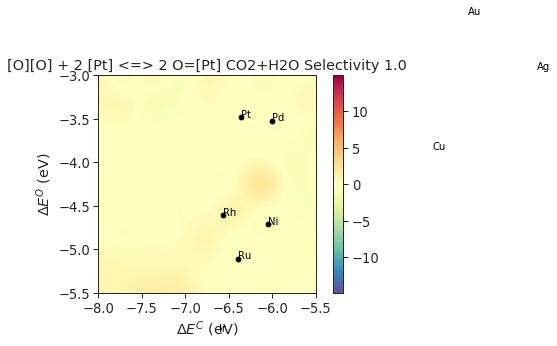 Au
[O][O] + 2 [Pt] <=> 2 O=[Pt] CO2+H2O Selectivity 1.0
Ag
−3.0
−3.5
−4.0
−4.5
−5.0
−5.5
ΔE^O (eV)
Pt
Pd
Cu
Rh
Ni
Ru
10
5
0
−5
−10
−8.0 −7.5 −7.0 −6.5 −6.0 −5.5
ΔE^C (eV)
Ir